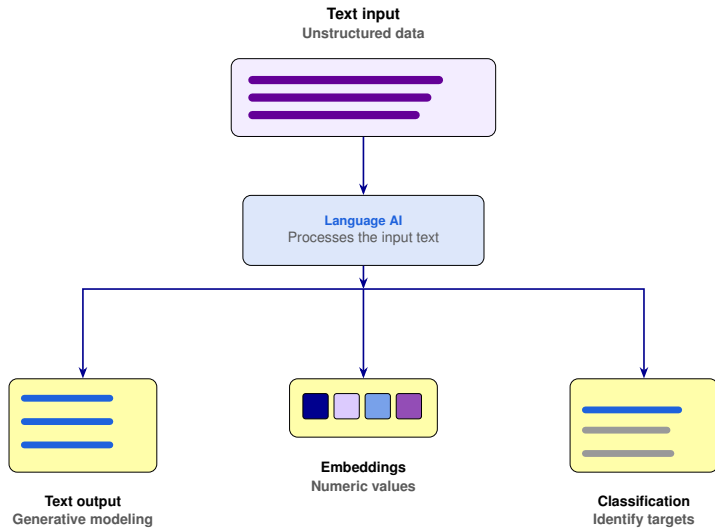 Text input
Unstructured data
Language AI
Processes the input text
Embeddings
Numeric values
Text output
Generative modeling
Classification
Identify targets